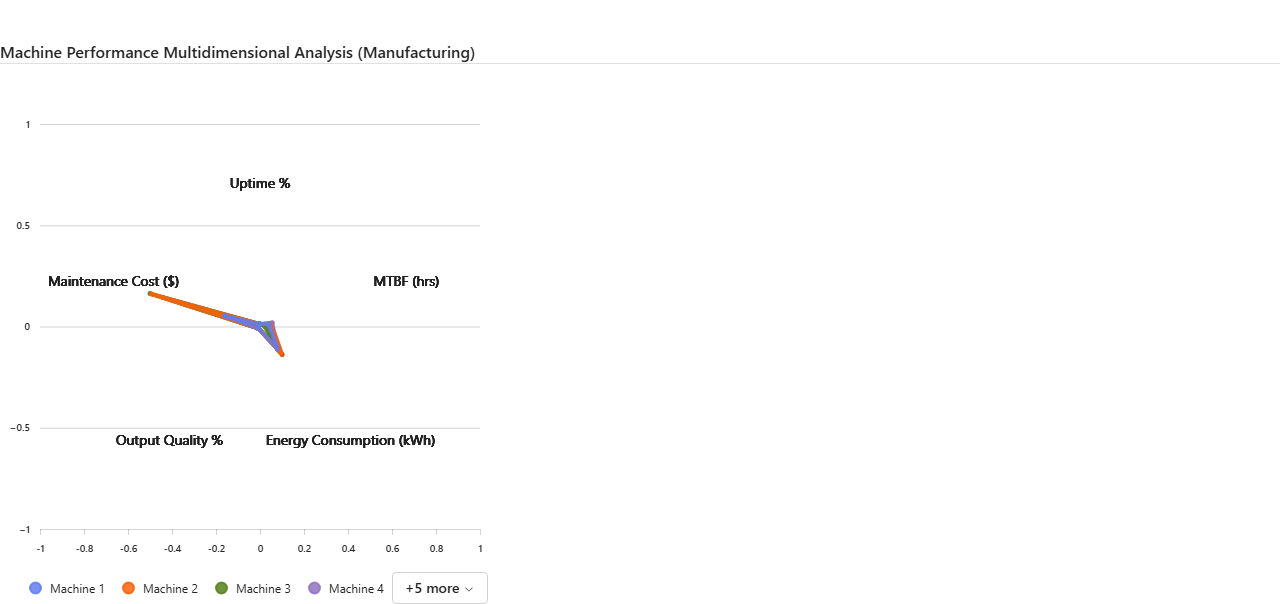 Machine Performance Multidimensional Analysis (Manufacturing)
1
Uptime %
0.5
Maintenance Cost ($) MTBF (hrs)
0
−0.5
Output Quality % Energy Consumption (kWh)
−1
-1 -0.8 -0.6 -0.4 -0.2 0 0.2 0.4 0.6 0.8 1
Machine 1 Machine 2 Machine 3 Machine 4 +5 more